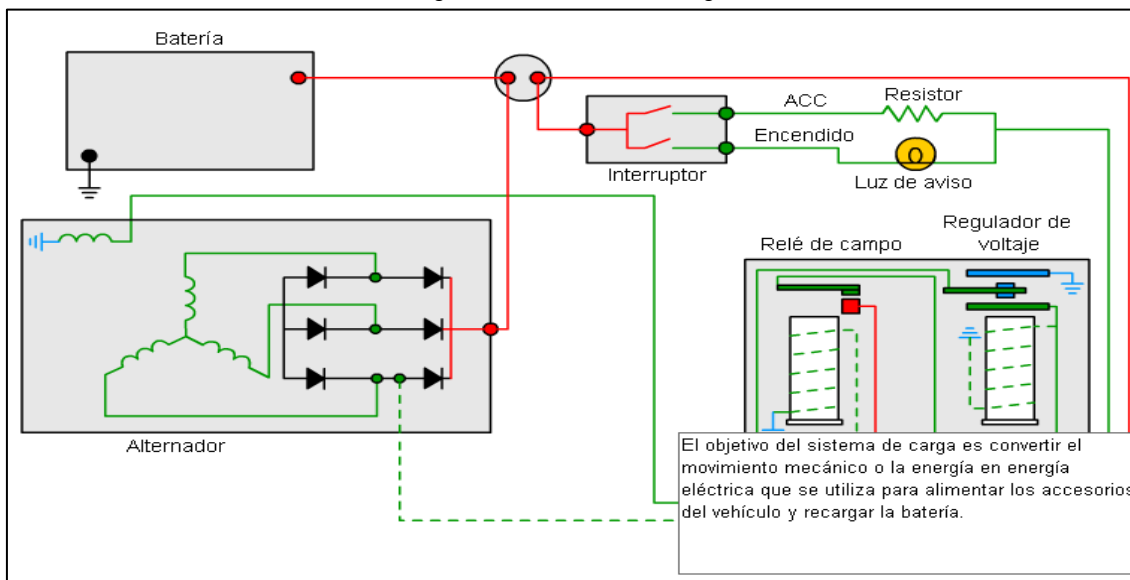 Batería
ACC
Resistor
Encendido
Interruptor
Luz de aviso
Regulador de
voltaje
Relé de campo
Alternador
El objetivo del sistema de carga es convertir el
movimiento mecánico o la energía en energía
eléctrica que se utiliza para alimentar los accesorios
del vehículo y recargar la batería.